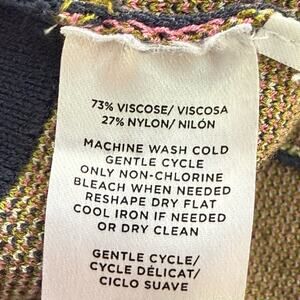 73% VISCOSE/ VISCOSA
27% NYLON/ NILÓN
MACHINE WASH COLD
GENTLE CYCLE
ONLY NON-CHLORINE
BLEACH WHEN NEEDED
RESHAPE DRY FLAT
COOL IRON IF NEEDED
OR DRY CLEAN
GENTLE CYCLE/
CYCLE DÉLICAT/
CICLO SUAVE